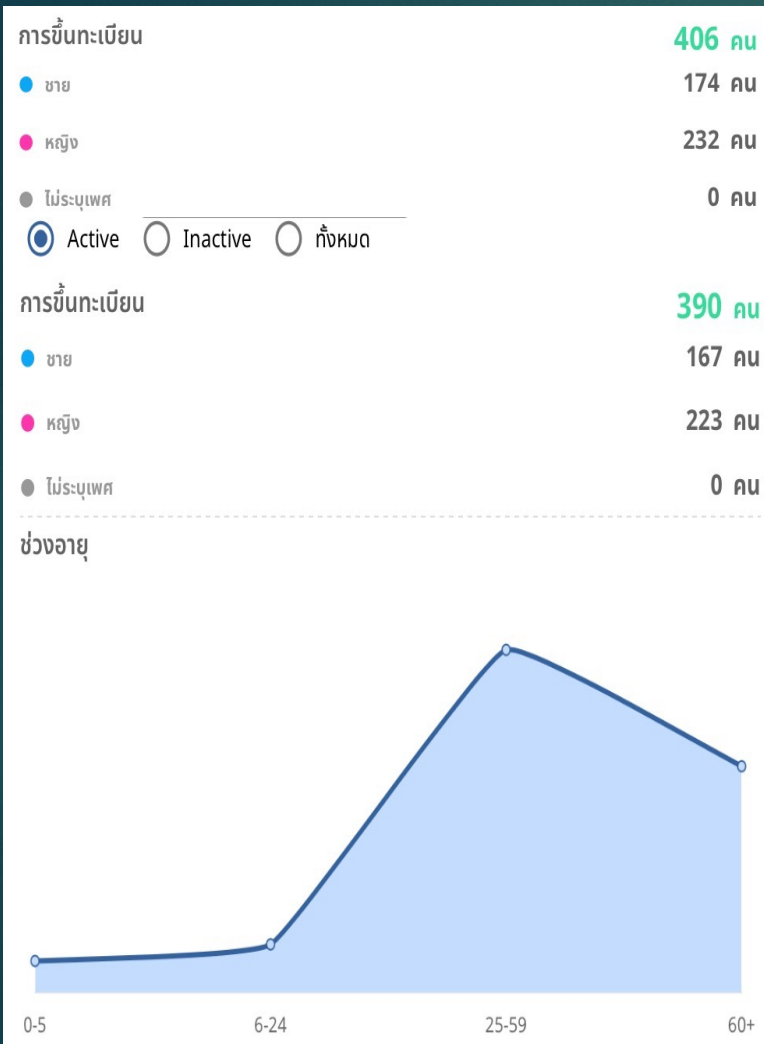 การขึ้นทะเบียน 406 คน
ชาย 174 คน
หญิง 232 คน
ไม่ระบุเพศ 0 คน
Active Inactive ทั้งหมด
การขึ้นทะเบียน 390 คน
ชาย 167 คน
หญิง 223 คน
ไม่ระบุเพศ 0 คน
ช่วงอายุ
0-5 6-24 25-59 60+